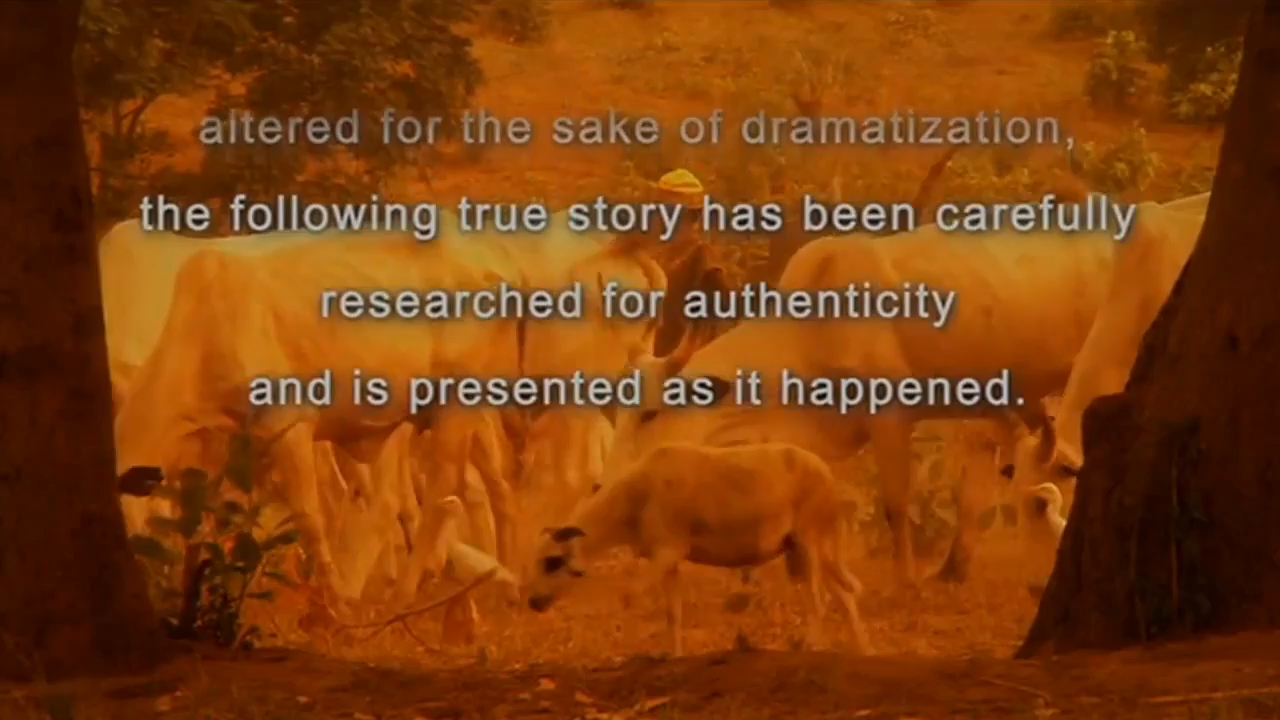 altered for the sake of dramatization,
the following true story has been carefully
researched for authenticity
and is presented as it happened.